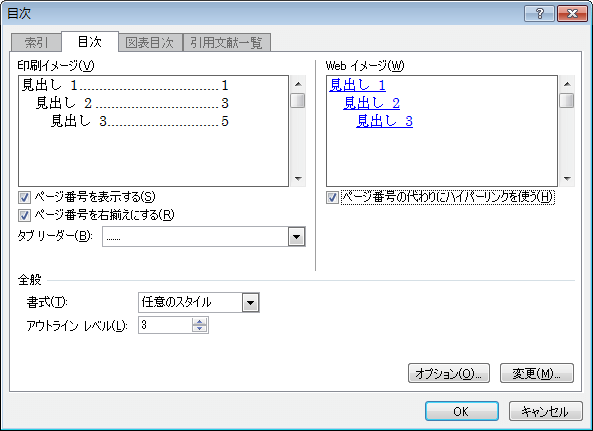 目次
索引 目次 図表目次 引用文献一覧
印刷イメージ(V)
見出し 1 1
見出し 2 3
見出し 3 5
ページ番号を表示する(S)
ページ番号を右揃えにする(R)
タブ リーダー(B): ......
Web イメージ(W)
見出し 1
見出し 2
見出し 3
ページ番号の代わりにハイパーリンクを使う(H)
全般
書式(T): 任意のスタイル
アウトライン レベル(L): 3
オプション(O)... 変更(M)...
OK キャンセル